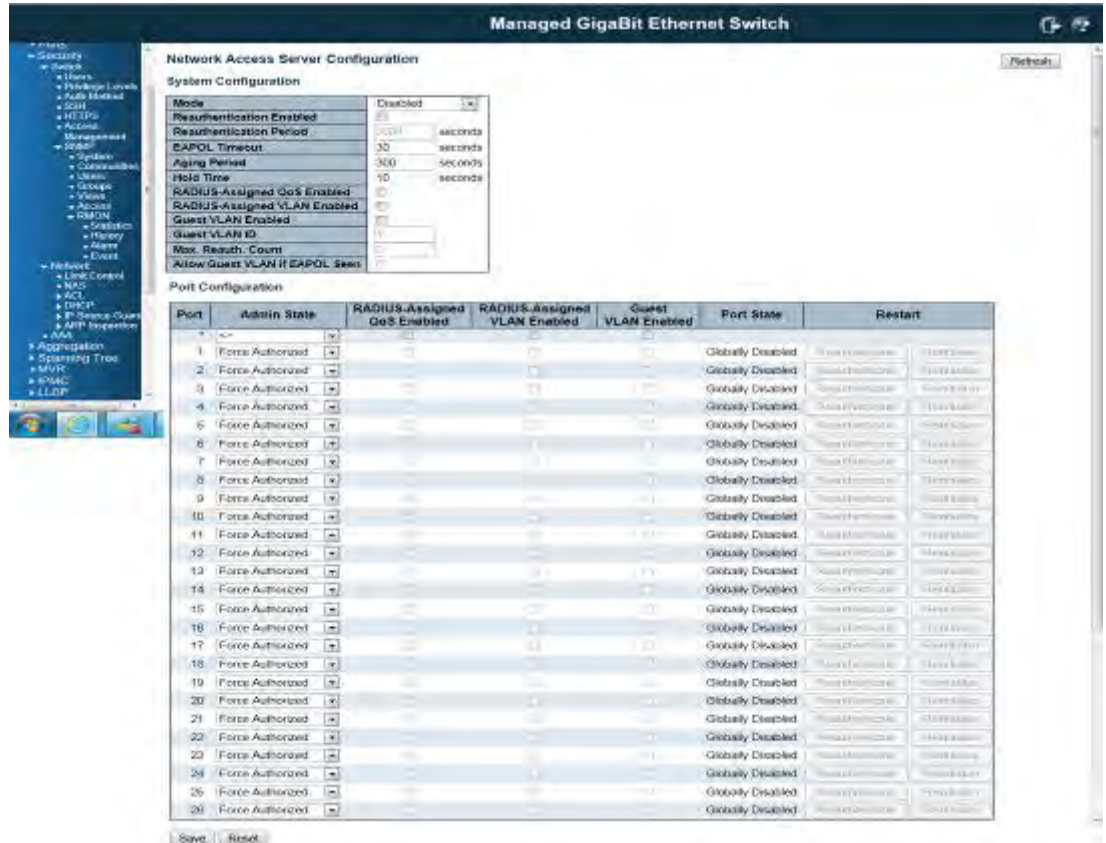 Managed GigaBit Ethernet Switch
Ports
Security
Switch
Users
Privilege Levels
Auth Method
SSH
HTTPS
Access
Management
SNMP
System
Communities
Users
Groups
Views
Access
RMON
Statistics
History
Alarm
Event
Network
Limit Control
NAS
ACL
DHCP
IP Source Guard
ARP Inspection
AAA
Aggregation
Spanning Tree
MVR
IPMC
LLDP
Network Access Server Configuration
Refresh
System Configuration
Mode Disabled
Reauthentication Enabled
Reauthentication Period 3600 seconds
EAPOL Timeout 30 seconds
Aging Period 300 seconds
Hold Time 10 seconds
RADIUS-Assigned QoS Enabled
RADIUS-Assigned VLAN Enabled
Guest VLAN Enabled
Guest VLAN ID 1
Max. Reauth. Count
Allow Guest VLAN if EAPOL Seen
Port Configuration
Port Admin State RADIUS-Assigned QoS Enabled RADIUS-Assigned VLAN Enabled Guest VLAN Enabled Port State Restart
* <>
1 Force Authorized Globally Disabled
2 Force Authorized Globally Disabled
3 Force Authorized Globally Disabled
4 Force Authorized Globally Disabled
5 Force Authorized Globally Disabled
6 Force Authorized Globally Disabled
7 Force Authorized Globally Disabled
8 Force Authorized Globally Disabled
9 Force Authorized Globally Disabled
10 Force Authorized Globally Disabled
11 Force Authorized Globally Disabled
12 Force Authorized Globally Disabled
13 Force Authorized Globally Disabled
14 Force Authorized Globally Disabled
15 Force Authorized Globally Disabled
16 Force Authorized Globally Disabled
17 Force Authorized Globally Disabled
18 Force Authorized Globally Disabled
19 Force Authorized Globally Disabled
20 Force Authorized Globally Disabled
21 Force Authorized Globally Disabled
22 Force Authorized Globally Disabled
23 Force Authorized Globally Disabled
24 Force Authorized Globally Disabled
25 Force Authorized Globally Disabled
26 Force Authorized Globally Disabled
Save Reset